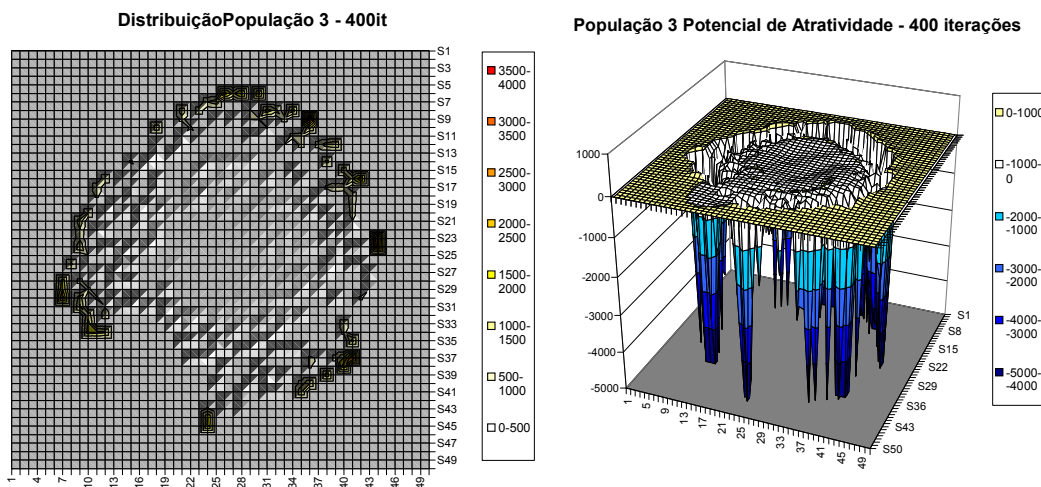 DistribuiçãoPopulação 3 - 400it
S1
S3
S5
S7
S9
S11
S13
S15
S17
S19
S21
S23
S25
S27
S29
S31
S33
S35
S37
S39
S41
S43
S45
S47
S49
1
4
7
10
13
16
19
22
25
28
31
34
37
40
43
46
49
3500-
4000
3000-
3500
2500-
3000
2000-
2500
1500-
2000
1000-
1500
500-
1000
0-500
População 3 Potencial de Atratividade - 400 iterações
1000
0
-1000
-2000
-3000
-4000
-5000
1
5
9
13
17
21
25
29
33
37
41
45
49
S1
S8
S15
S22
S29
S36
S43
S50
0-1000
-1000-
0
-2000-
-1000
-3000-
-2000
-4000-
-3000
-5000-
-4000